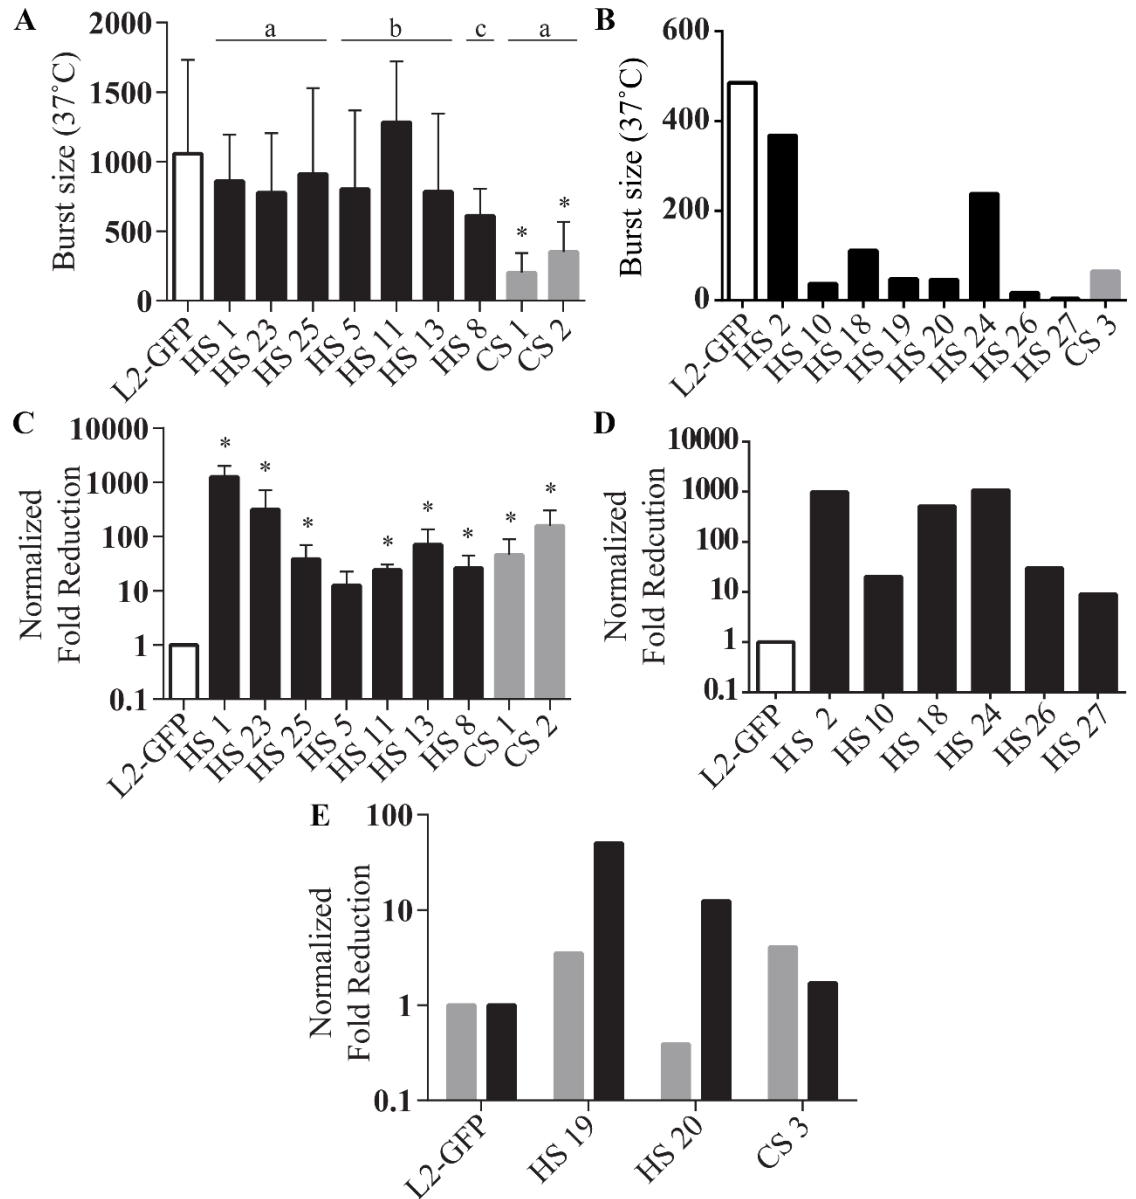 A
Burst size (37˚C)
2000
1500
1000
500
0
a b c a
* *
L2-GFP HS 1 HS 23 HS 25 HS 5 HS 11 HS 13 HS 8 CS 1 CS 2
B
Burst size (37˚C)
600
400
200
0
L2-GFP HS 2 HS 10 HS 18 HS 19 HS 20 HS 24 HS 26 HS 27 CS 3
C
Normalized
Fold Reduction
10000
1000
100
10
1
0.1
* * * * * * * *
L2-GFP HS 1 HS 23 HS 25 HS 5 HS 11 HS 13 HS 8 CS 1 CS 2
D
Normalized
Fold Redcution
10000
1000
100
10
1
0.1
L2-GFP HS 2 HS 10 HS 18 HS 24 HS 26 HS 27
E
Normalized
Fold Reduction
100
10
1
0.1
L2-GFP HS 19 HS 20 CS 3